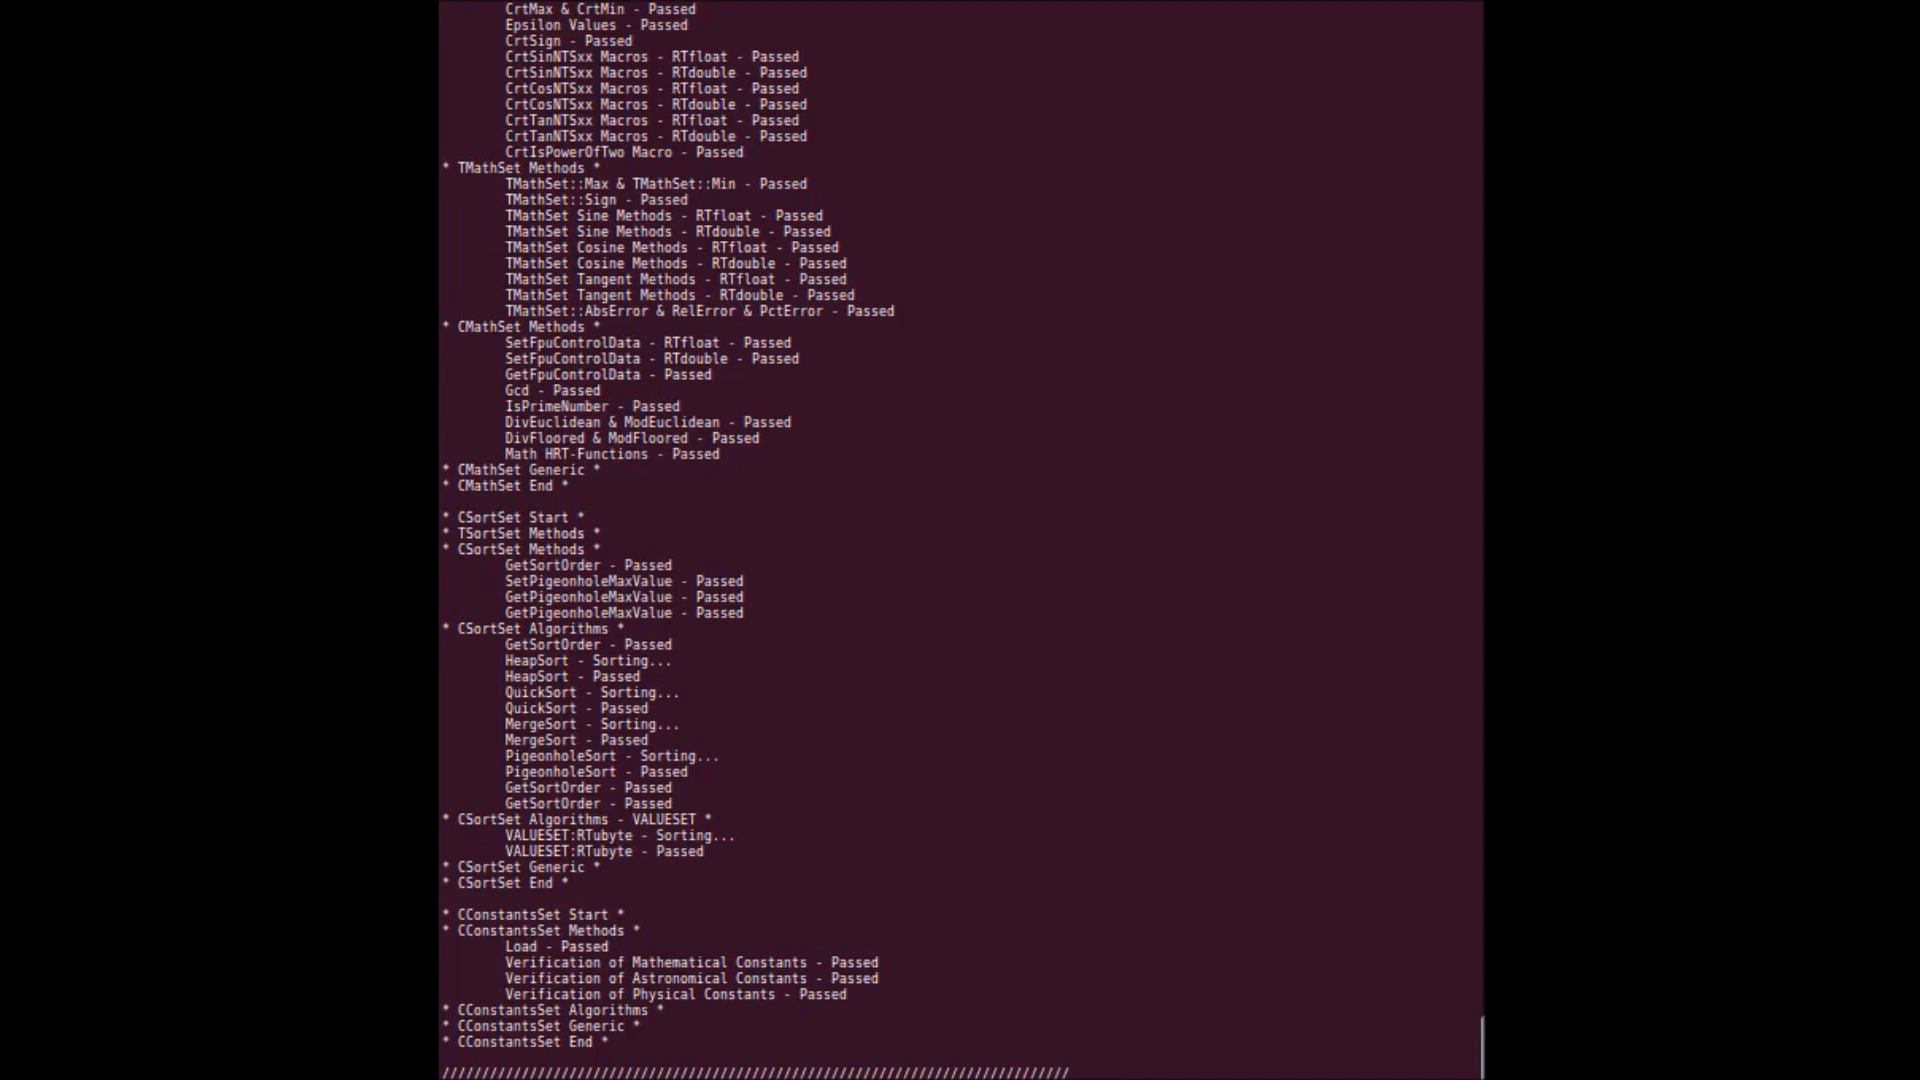 CrtMax & CrtMin - Passed
Epsilon Values - Passed
CrtSign - Passed
CrtSinNTSxx Macros - RTfloat - Passed
CrtSinNTSxx Macros - RTdouble - Passed
CrtCosNTSxx Macros - RTfloat - Passed
CrtCosNTSxx Macros - RTdouble - Passed
CrtTanNTSxx Macros - RTfloat - Passed
CrtTanNTSxx Macros - RTdouble - Passed
CrtIsPowerOfTwo Macro - Passed
* TMathSet Methods *
TMathSet::Max & TMathSet::Min - Passed
TMathSet::Sign - Passed
TMathSet Sine Methods - RTfloat - Passed
TMathSet Sine Methods - RTdouble - Passed
TMathSet Cosine Methods - RTfloat - Passed
TMathSet Cosine Methods - RTdouble - Passed
TMathSet Tangent Methods - RTfloat - Passed
TMathSet Tangent Methods - RTdouble - Passed
TMathSet::AbsError & RelError & PctError - Passed
* CMathSet Methods *
SetFpuControlData - RTfloat - Passed
SetFpuControlData - RTdouble - Passed
GetFpuControlData - Passed
Gcd - Passed
IsPrimeNumber - Passed
DivEuclidean & ModEuclidean - Passed
DivFloored & ModFloored - Passed
Math HRT-Functions - Passed
* CMathSet Generic *
* CMathSet End *
* CSortSet Start *
* TSortSet Methods *
* CSortSet Methods *
GetSortOrder - Passed
SetPigeonholeMaxValue - Passed
GetPigeonholeMaxValue - Passed
GetPigeonholeMaxValue - Passed
* CSortSet Algorithms *
GetSortOrder - Passed
HeapSort - Sorting...
HeapSort - Passed
QuickSort - Sorting...
QuickSort - Passed
MergeSort - Sorting...
MergeSort - Passed
PigeonholeSort - Sorting...
PigeonholeSort - Passed
GetSortOrder - Passed
GetSortOrder - Passed
* CSortSet Algorithms - VALUESET *
VALUESET:RTubyte - Sorting...
VALUESET:RTubyte - Passed
* CSortSet Generic *
* CSortSet End *
* CConstantsSet Start *
* CConstantsSet Methods *
Load - Passed
Verification of Mathematical Constants - Passed
Verification of Astronomical Constants - Passed
Verification of Physical Constants - Passed
* CConstantsSet Algorithms *
* CConstantsSet Generic *
* CConstantsSet End *
///////////////////////////////////////////////////////////////////////////////